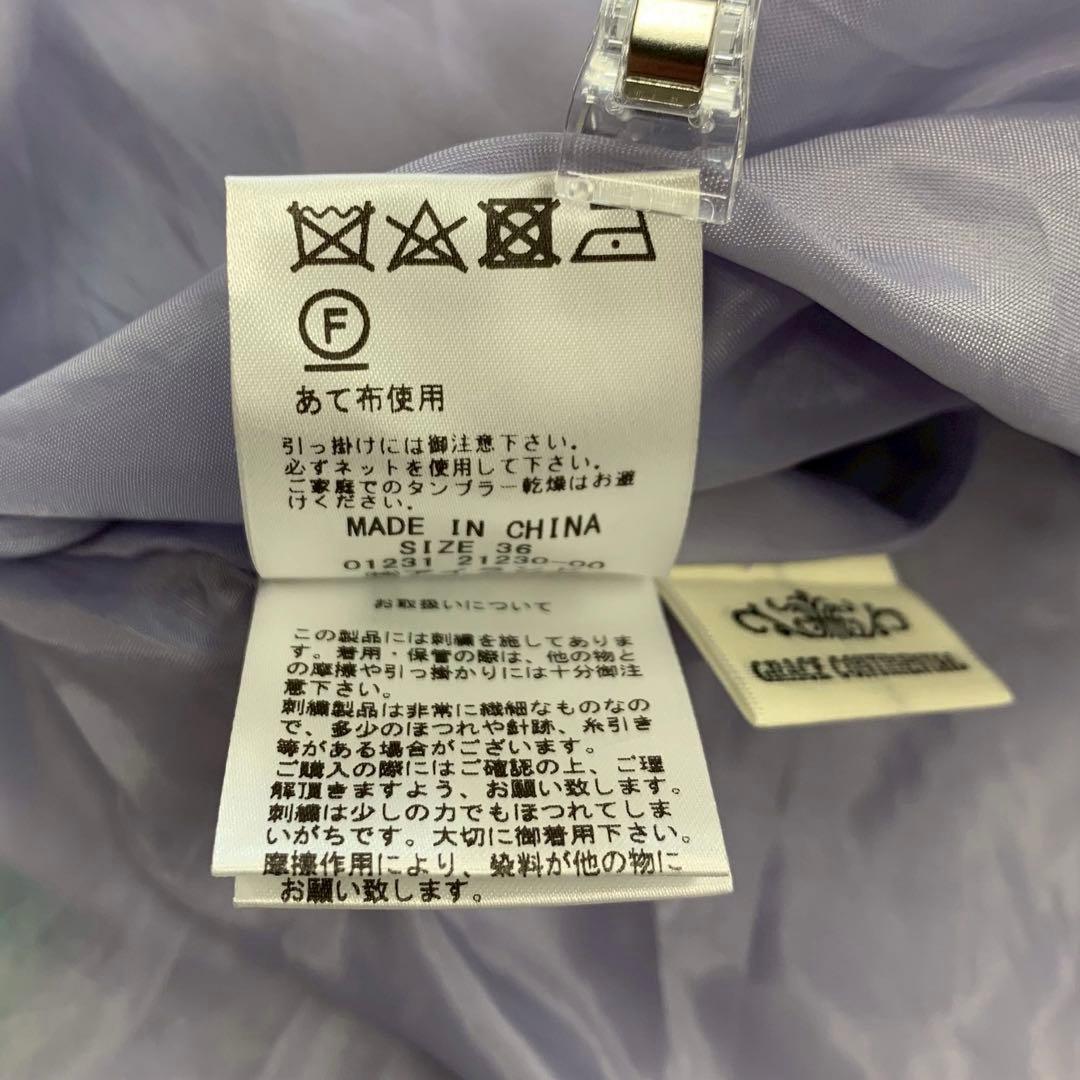 F
あて布使用
引っ掛けには御注意下さい。
必ずネットを使用して下さい。
ご家庭でのタンブラー乾燥はお避
けください。
MADE IN CHINA
SIZE 36
01231 21230-00
お取扱いについて
この製品には刺繍を施してありま
す。着用・保管の際は、他の物と
の摩擦や引っ掛かりには十分御注
意下さい。
刺繍製品は非常に繊細なものなの
で、多少のほつれや針跡、糸引き
等がある場合がございます。
ご購入の際にはご確認の上、ご理
解頂きますよう、お願い致します。
刺繍は少しの力でもほつれてしま
いがちです。大切に御着用下さい。
摩擦作用により、染料が他の物に
お願い致します。
GRACE CONTINENTAL